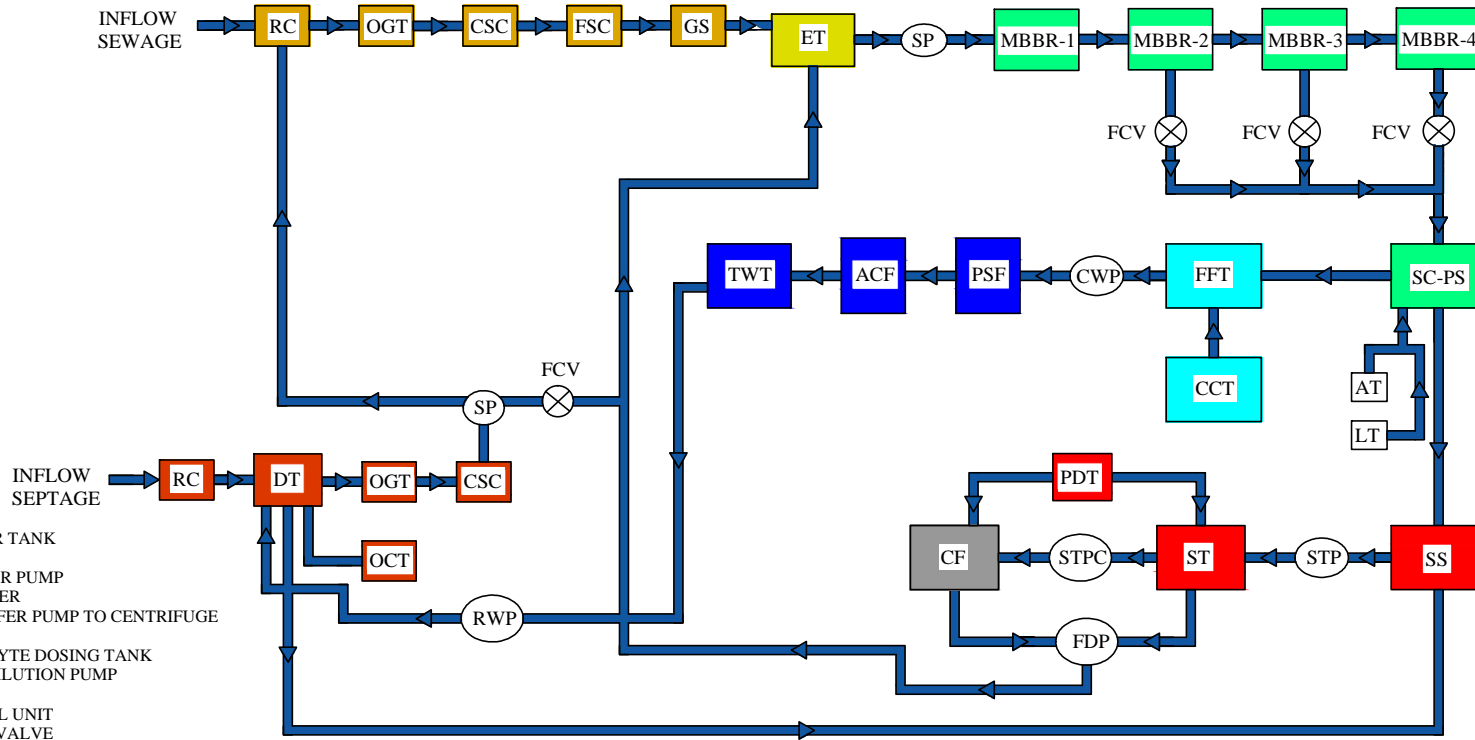 INFLOW
SEWAGE
RC
OGT
CSC
FSC
GS
ET
SP
MBBR-1
MBBR-2
MBBR-3
MBBR-4
FCV
FCV
FCV
TWT
ACF
PSF
CWP
FFT
SC-PS
CCT
AT
LT
FCV
SP
INFLOW
SEPTAGE
RC
DT
OGT
CSC
OCT
PDT
CF
STPC
ST
STP
SS
RWP
FDP
TANK
PUMP
FER PUMP TO CENTRIFUGE
DOSING TANK
PUMP
UNIT
VALVE